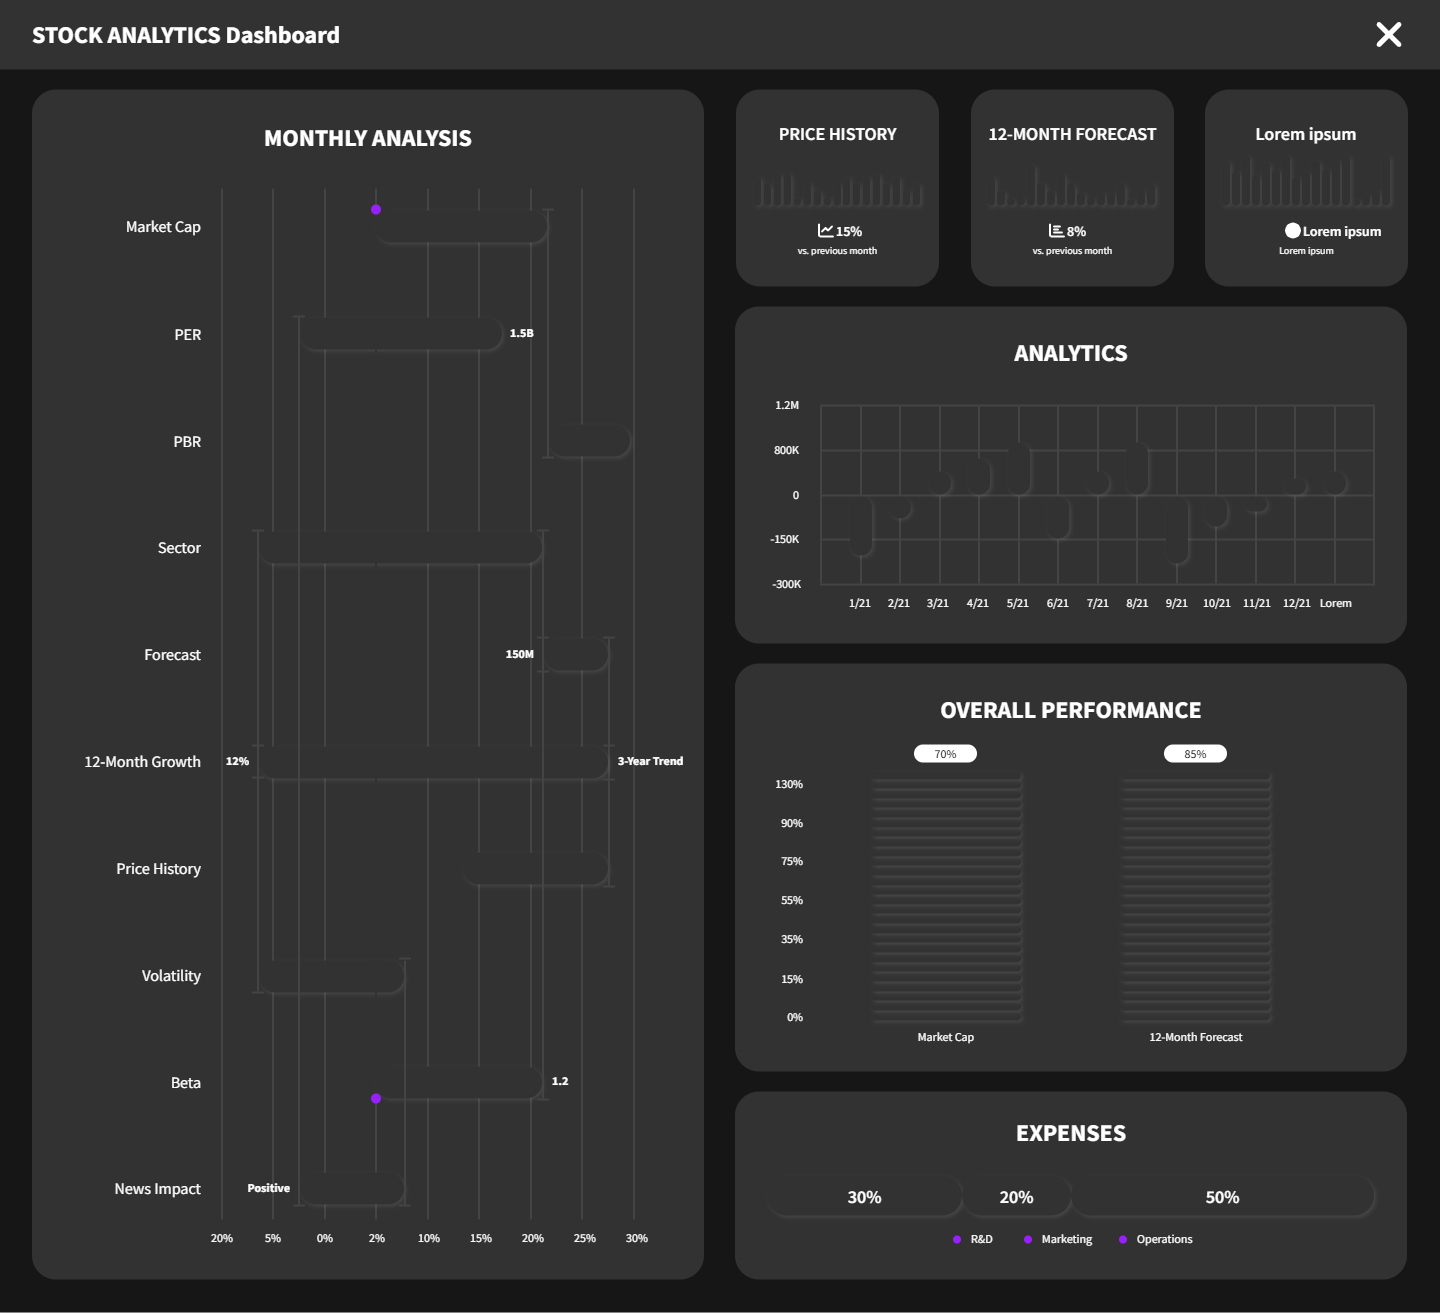 STOCK ANALYTICS Dashboard
MONTHLY ANALYSIS
Market Cap
PER
1.5B
PBR
Sector
Forecast
150M
12-Month Growth
12%
3-Year Trend
Price History
Volatility
Beta
1.2
News Impact
Positive
20% 5% 0% 2% 10% 15% 20% 25% 30%
PRICE HISTORY
15%
vs. previous month
12-MONTH FORECAST
8%
vs. previous month
Lorem ipsum
Lorem ipsum
Lorem ipsum
ANALYTICS
1.2M
800K
0
-150K
-300K
1/21 2/21 3/21 4/21 5/21 6/21 7/21 8/21 9/21 10/21 11/21 12/21 Lorem
OVERALL PERFORMANCE
70% 85%
130%
90%
75%
55%
35%
15%
0%
Market Cap 12-Month Forecast
EXPENSES
30% 20% 50%
R&D Marketing Operations